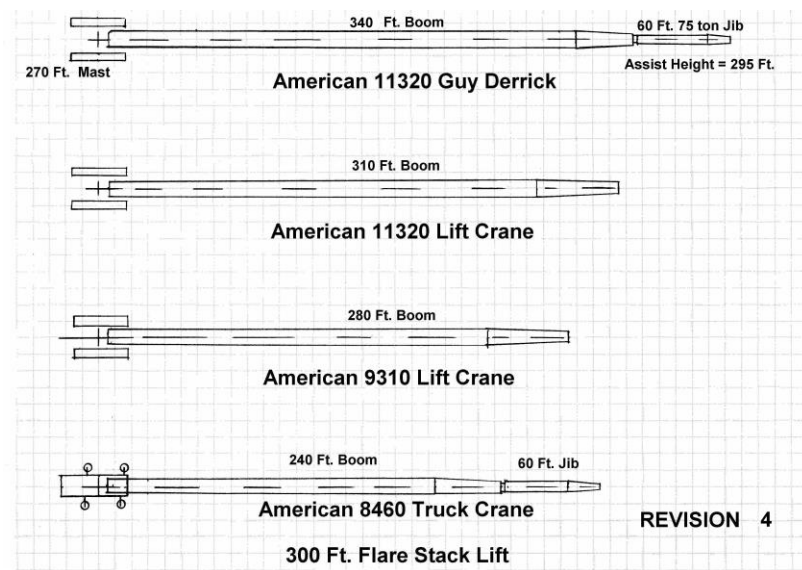 340 Ft. Boom
60 Ft. 75 ton Jib
270 Ft. Mast
Assist Height = 295 Ft.
American 11320 Guy Derrick
310 Ft. Boom
American 11320 Lift Crane
280 Ft. Boom
American 9310 Lift Crane
240 Ft. Boom
60 Ft. Jib
American 8460 Truck Crane
REVISION 4
300 Ft. Flare Stack Lift